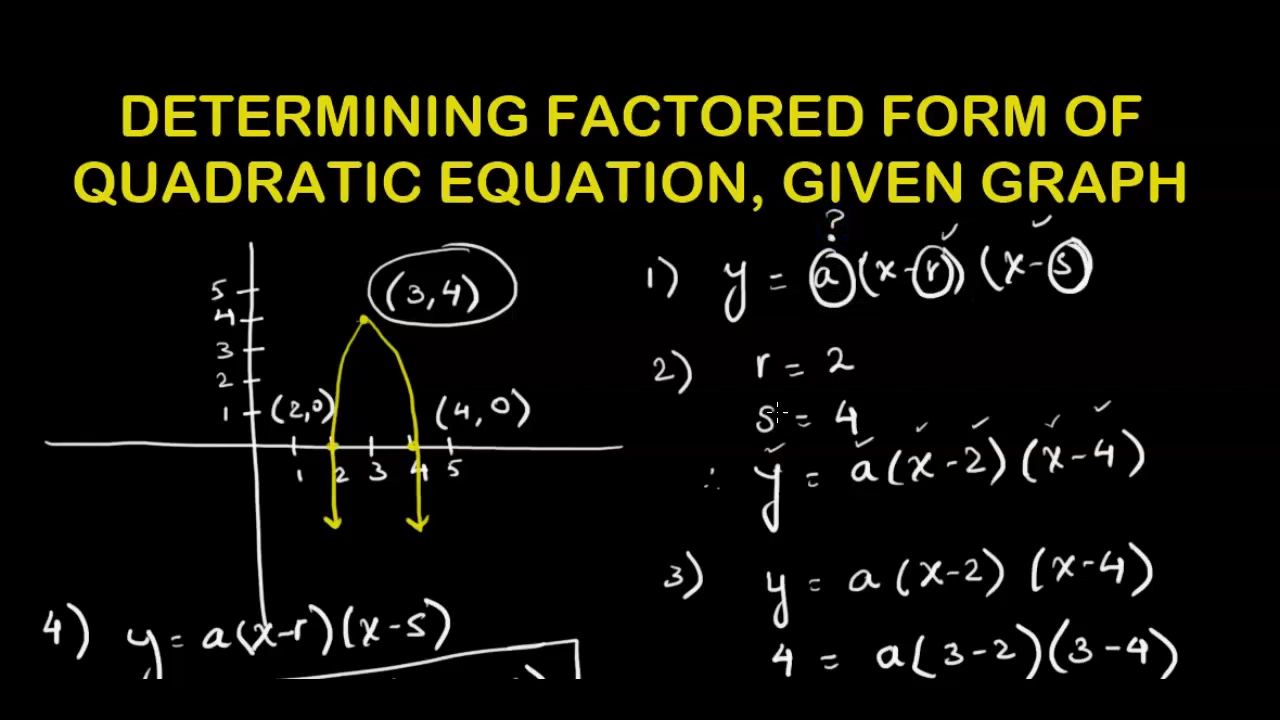 DETERMINING FACTORED FORM OF
QUADRATIC EQUATION, GIVEN GRAPH
5
4
3
2
1
(3,4)
(2,0)
(4,0)
1 2 3 4 5
?
1) y = a(x-r)(x-s)
2) r = 2
s = 4
∴ y = a(x-2)(x-4)
3) y = a(x-2)(x-4)
4 = a(3-2)(3-4)
4) y = a(x-r)(x-s)